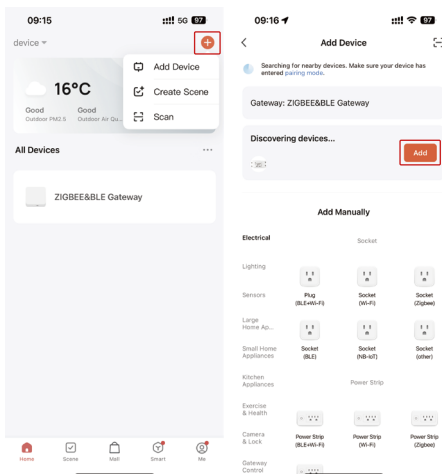 09:15
5G 97
device
Add Device
Create Scene
Scan
16°C
Good
Good
Outdoor PM2.5
Outdoor Air Qu...
All Devices
...
ZIGBEE&BLE Gateway
Home
Scene
Mall
Smart
Me
09:16
97
Add Device
Searching for nearby devices. Make sure your device has
entered pairing mode.
Gateway: ZIGBEE&BLE Gateway
Discovering devices...
Add
Add Manually
Electrical
Lighting
Sensors
Large
Home Ap...
Small Home
Appliances
Kitchen
Appliances
Exercise
& Health
Camera
& Lock
Gateway
Control
Socket
Plug
(BLE+Wi-Fi)
Socket
(Wi-Fi)
Socket
(Zigbee)
Socket
(BLE)
Socket
(NB-IoT)
Socket
(other)
Power Strip
Power Strip
(BLE+Wi-Fi)
Power Strip
(Wi-Fi)
Power Strip
(Zigbee)